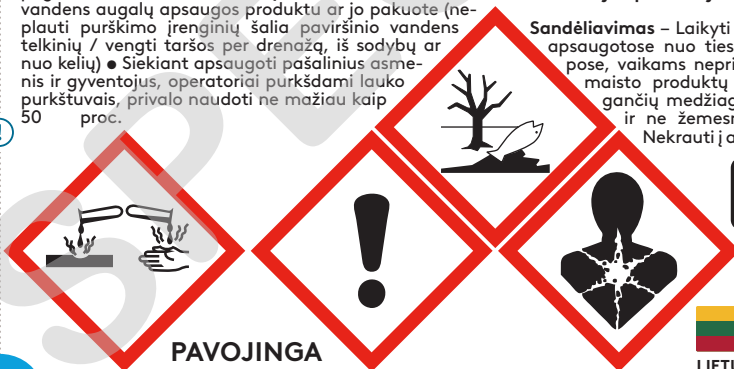 vandens augalų apsaugos produktu ar jo pakuote (ne-
plauti purškimo įrenginių šalia paviršinio vandens
telkinių / vengti taršos per drenažą, iš sodybų ar
nuo kelių) ● Siekiant apsaugoti pašalinius asme-
nis ir gyventojus, operatoriai purkšdami lauko
purkštuvais, privalo naudoti ne mažiau kaip
50 proc.
Sandėliavimas – Laikyti
apsaugotose nuo ties
pose, vaikams nepri
maisto produktų
gančių medžiag
ir ne žemesn
Nekrauti į a
!
PAVOJINGA
LIETU
SPE